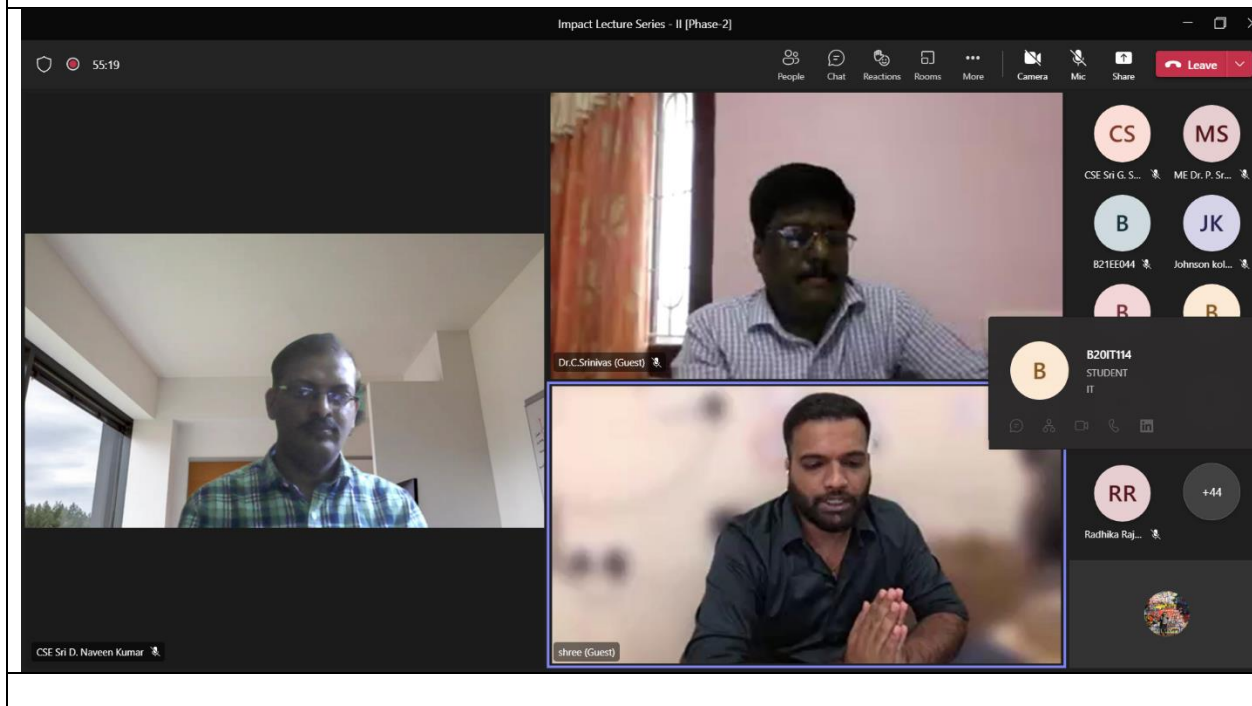 Impact Lecture Series - II [Phase-2]
55:19
People Chat Reactions Rooms More Camera Mic Share Leave
CS MS
CSE Sri G. S... ME Dr. P. Sr...
B JK
B21EE044 Johnson kol...
B B
B B20IT114
STUDENT
IT
in
RR +44
Radhika Raj...
Dr.C.Srinivas (Guest)
CSE Sri D. Naveen Kumar
shree (Guest)